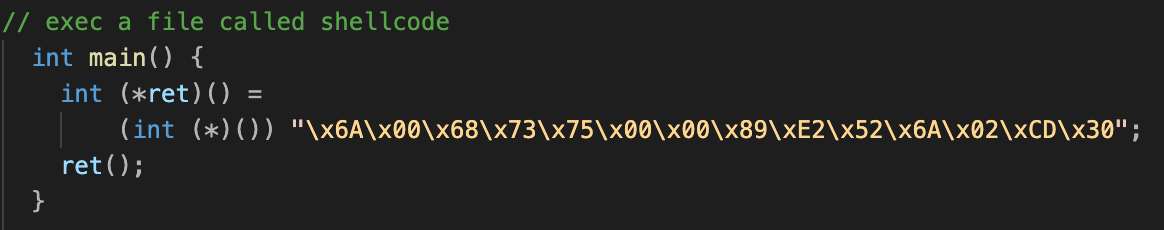 // exec a file called shellcode
int main() {
int (*ret)() =
(int (*)()) "\x6A\x00\x68\x73\x75\x00\x00\x89\xE2\x52\x6A\x02\xCD\x30";
ret();
}